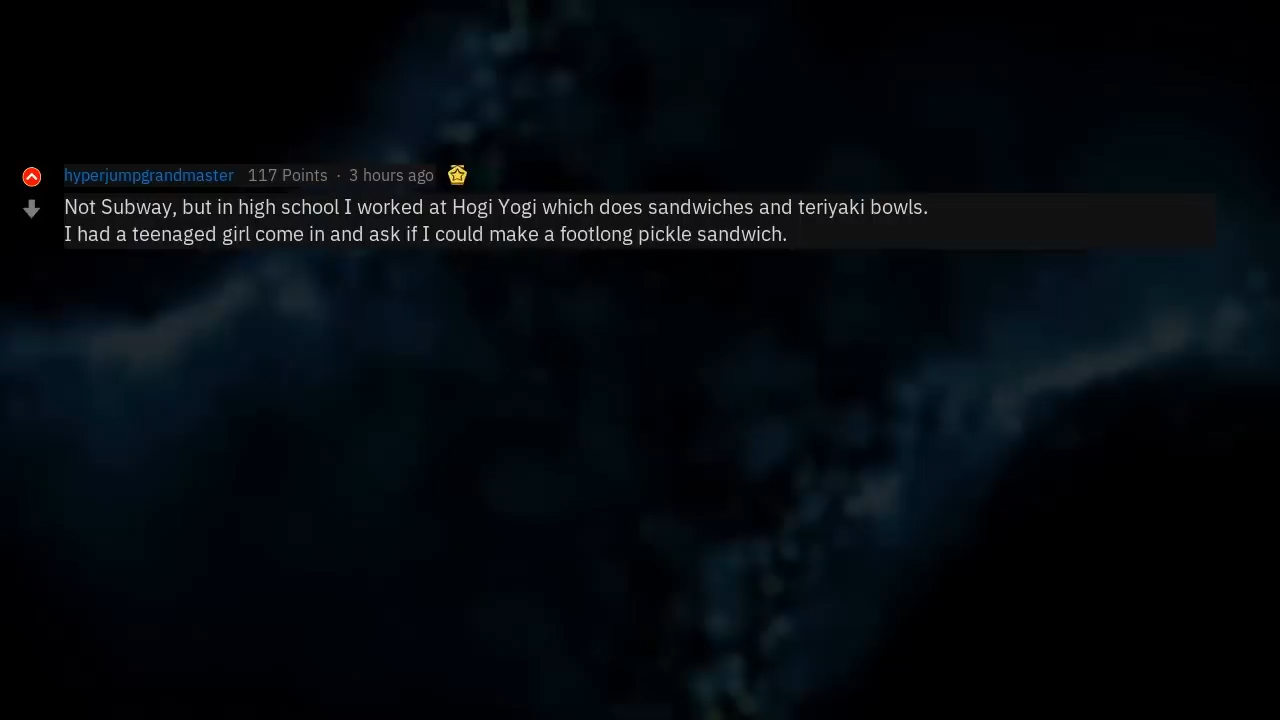 hyperjumpgrandmaster 117 Points · 3 hours ago
Not Subway, but in high school I worked at Hogi Yogi which does sandwiches and teriyaki bowls.
I had a teenaged girl come in and ask if I could make a footlong pickle sandwich.